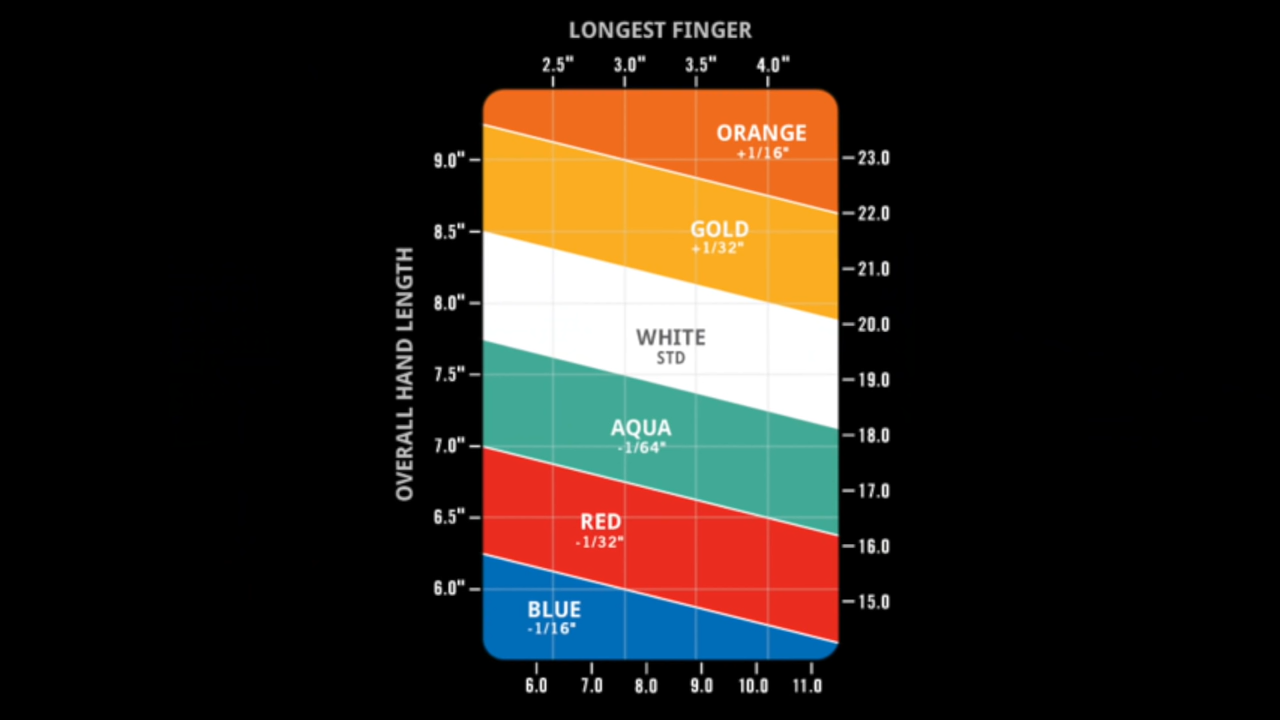 LONGEST FINGER
2.5" 3.0" 3.5" 4.0"
OVERALL HAND LENGTH
9.0"
8.5"
8.0"
7.5"
7.0"
6.5"
6.0"
ORANGE
+1/16"
GOLD
+1/32"
WHITE
STD
AQUA
-1/64"
RED
-1/32"
BLUE
-1/16"
23.0
22.0
21.0
20.0
19.0
18.0
17.0
16.0
15.0
6.0 7.0 8.0 9.0 10.0 11.0